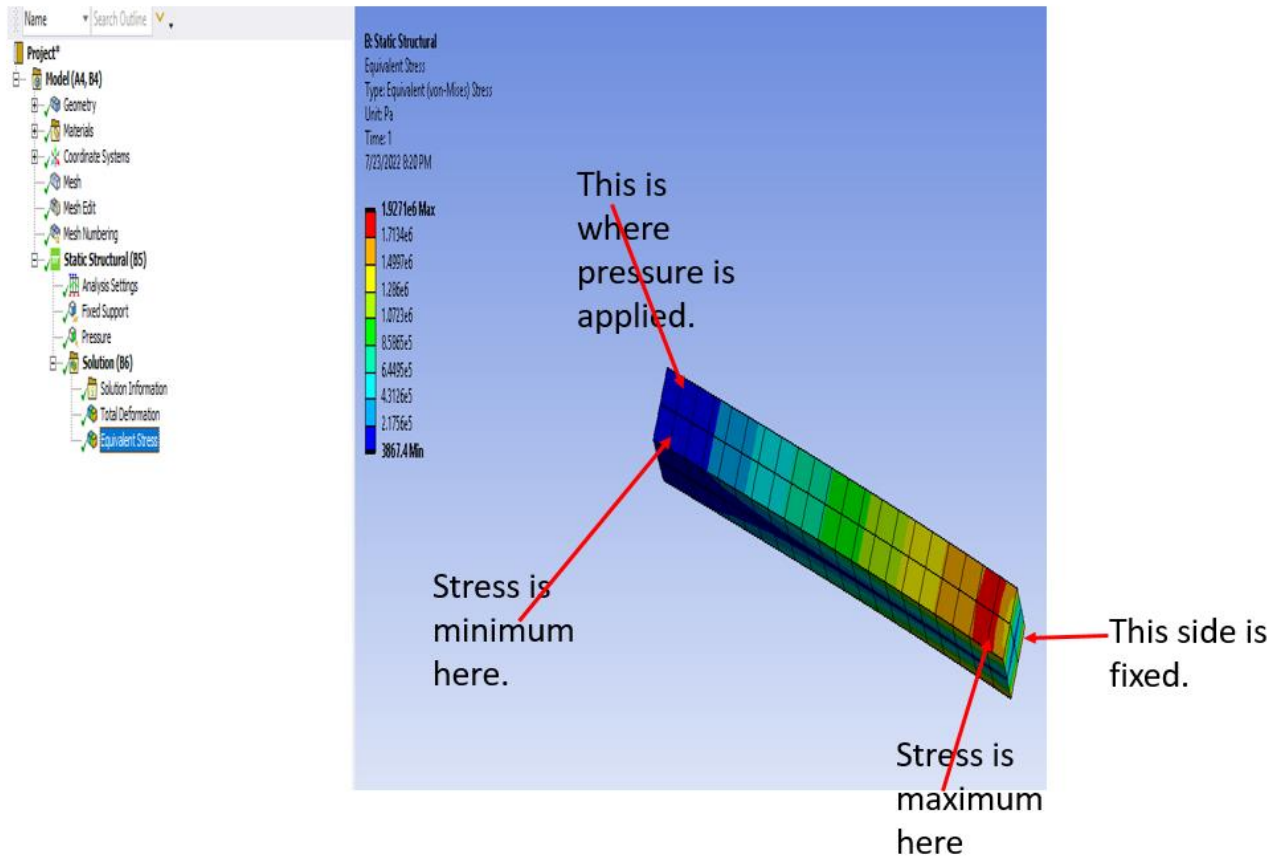 Name
Search Outline
Project*
Model (A4, B4)
Geometry
Materials
Coordinate Systems
Mesh
Mesh Edit
Mesh Numbering
Static Structural (B5)
Analysis Settings
Fixed Support
Pressure
Solution (B6)
Solution Information
Total Deformation
Equivalent Stress
B: Static Structural
Equivalent Stress
Type: Equivalent (von-Mises) Stress
Unit: Pa
Time: 1
7/23/2022 8:20 PM
1.9271e6 Max
1.7134e6
1.4997e6
1.286e6
1.0723e6
8.5865e5
6.4495e5
4.3126e5
2.1756e5
3867.4 Min
This is
where
pressure is
applied.
Stress is
minimum
here.
This side is
fixed.
Stress is
maximum
here